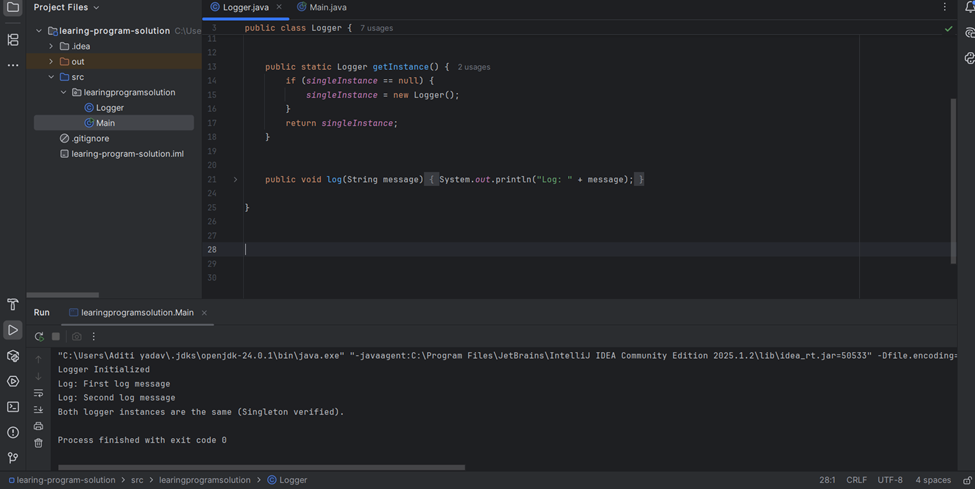 Project Files
Logger.java
Main.java
learing-program-solution C:\Use
.idea
out
src
learingprogramsolution
Logger
Main
.gitignore
learing-program-solution.iml
3 public class Logger { 7 usages
11
12
13 public static Logger getInstance() { 2 usages
14 if (singleInstance == null) {
15 singleInstance = new Logger();
16 }
17 return singleInstance;
18 }
19
20
21 public void log(String message) { System.out.println("Log: " + message); }
24
25 }
26
27
28
29
30
Run learingprogramsolution.Main
"C:\Users\Aditi yadav\.jdks\openjdk-24.0.1\bin\java.exe" "-javaagent:C:\Program Files\JetBrains\IntelliJ IDEA Community Edition 2025.1.2\lib\idea_rt.jar=50533" -Dfile.encoding=
Logger Initialized
Log: First log message
Log: Second log message
Both logger instances are the same (Singleton verified).
Process finished with exit code 0
learing-program-solution > src > learingprogramsolution > Logger
28:1 CRLF UTF-8 4 spaces